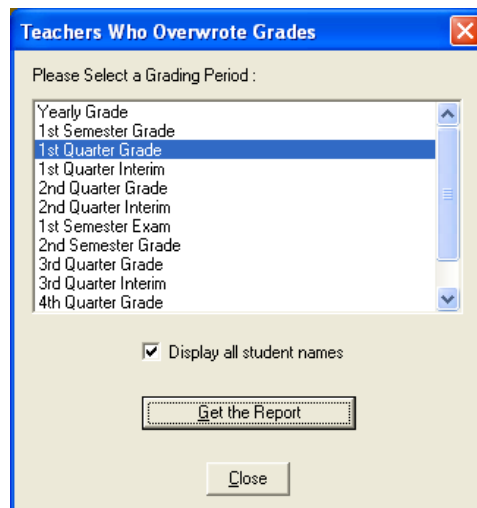 Teachers Who Overwrote Grades
Please Select a Grading Period :
Yearly Grade
1st Semester Grade
1st Quarter Grade
1st Quarter Interim
2nd Quarter Grade
2nd Quarter Interim
1st Semester Exam
2nd Semester Grade
3rd Quarter Grade
3rd Quarter Interim
4th Quarter Grade
Display all student names
Get the Report
Close